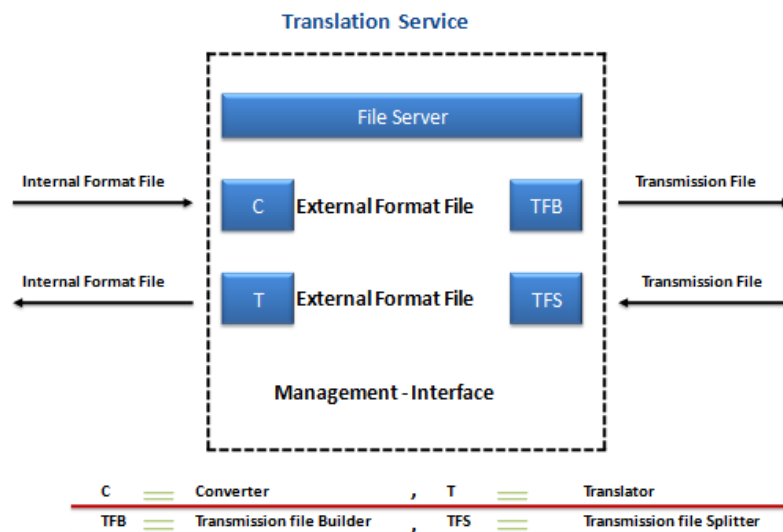 Translation Service
File Server
Internal Format File
Transmission File
C External Format File TFB
Internal Format File
Transmission File
T External Format File TFS
Management - Interface
C Converter , T Translator
TFB Transmission file Builder , TFS Transmission file Splitter